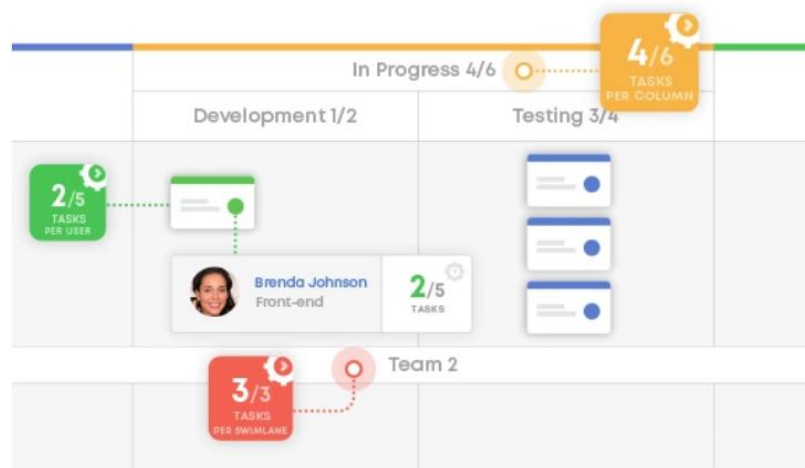 In Progress 4/6
4/6
TASKS
PER COLUMN
Development 1/2
Testing 3/4
2/5
TASKS
PER USER
Brenda Johnson
Front-end
2/5
TASKS
Team 2
3/3
TASKS
PER SWIMLANE